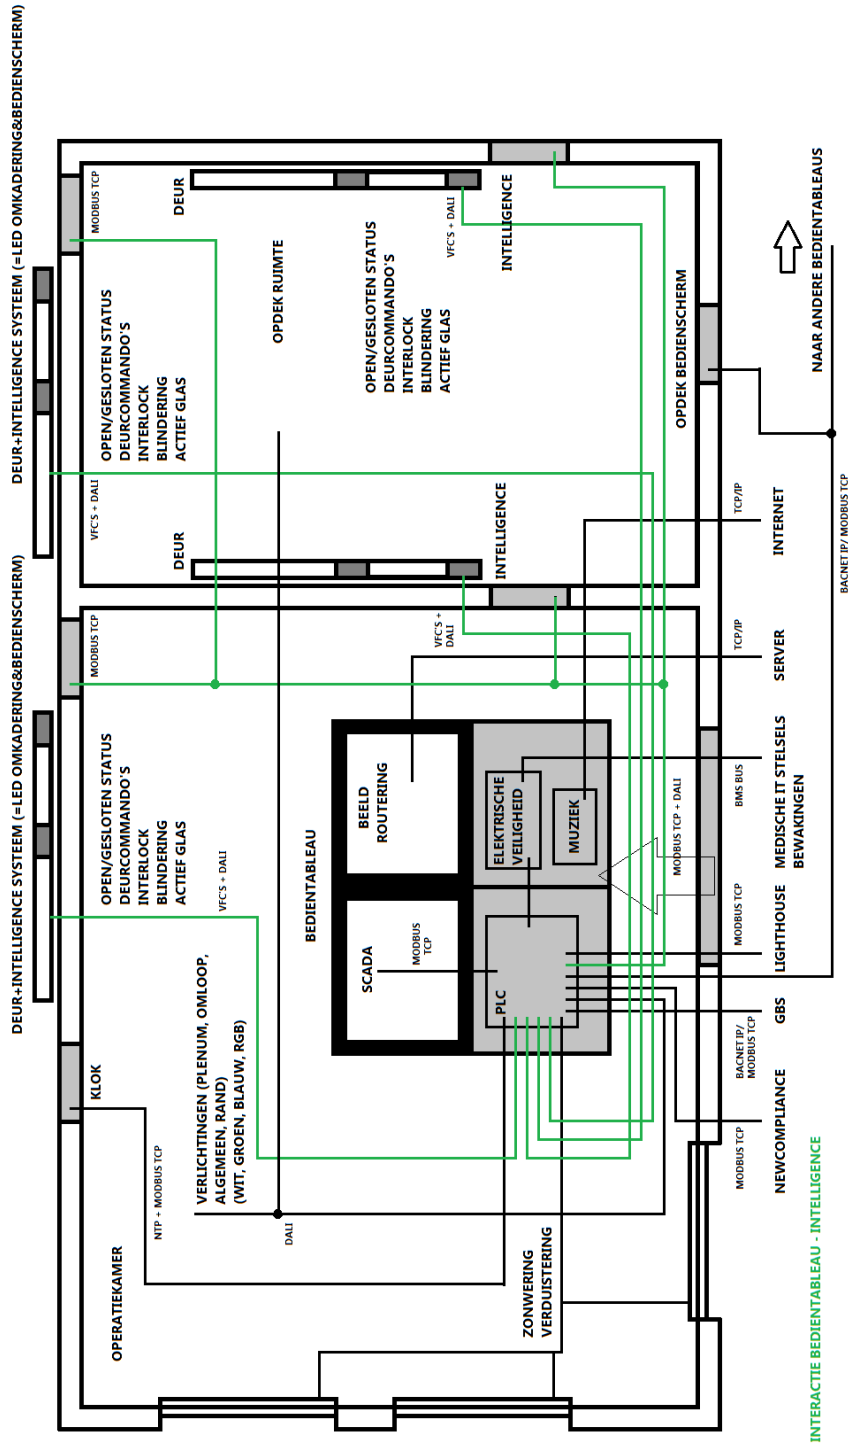 DEUR+INTELLIGENCE SYSTEEM (=LED OMKADERING&BEDIENSCHERM)
DEUR+INTELLIGENCE SYSTEEM (=LED OMKADERING&BEDIENSCHERM)
KLOK
MODBUS TCP
VFC'S + DALI
MODBUS TCP
OPERATIEKAMER
NTP + MODBUS TCP
OPEN/GESLOTEN STATUS
DEURCOMMANDO'S
INTERLOCK
BLINDERING
ACTIEF GLAS
OPEN/GESLOTEN STATUS
DEURCOMMANDO'S
INTERLOCK
BLINDERING
ACTIEF GLAS
DEUR
DEUR
VERLICHTINGEN (PLENUM, OMLOOP,
ALGEMEEN, RAND)
(WIT, GROEN, BLAUW, RGB)
VFC'S + DALI
DALI
OPDEK RUIMTE
BEDIENTABLEAU
SCADA
MODBUS
TCP
BEELD
ROUTERING
OPEN/GESLOTEN STATUS
DEURCOMMANDO'S
INTERLOCK
BLINDERING
ACTIEF GLAS
VFC'S +
DALI
VFC'S + DALI
INTELLIGENCE
INTELLIGENCE
PLC
ELEKTRISCHE
VEILIGHEID
MUZIEK
ZONWERING
VERDUISTERING
MODBUS TCP + DALI
OPDEK BEDIENSCHERM
MODBUS TCP
BACNET IP/
MODBUS TCP
MODBUS TCP
BMS BUS
TCP/IP
TCP/IP
NEWCOMPLIANCE
GBS
LIGHTHOUSE
MEDISCHE IT STELSELS
BEWAKINGEN
SERVER
INTERNET
NAAR ANDERE BEDIENTABLEAUS
BACNET IP/ MODBUS TCP
INTERACTIE BEDIENTABLEAU - INTELLIGENCE